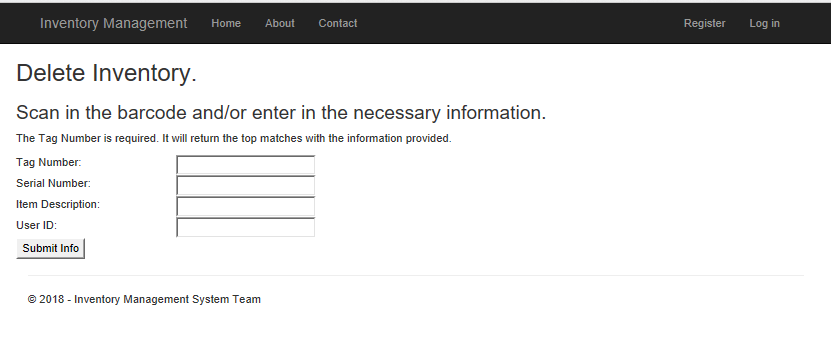 Inventory Management Home About Contact Register Log in
Delete Inventory.
Scan in the barcode and/or enter in the necessary information.
The Tag Number is required. It will return the top matches with the information provided.
Tag Number:
Serial Number:
Item Description:
User ID:
Submit Info
© 2018 - Inventory Management System Team